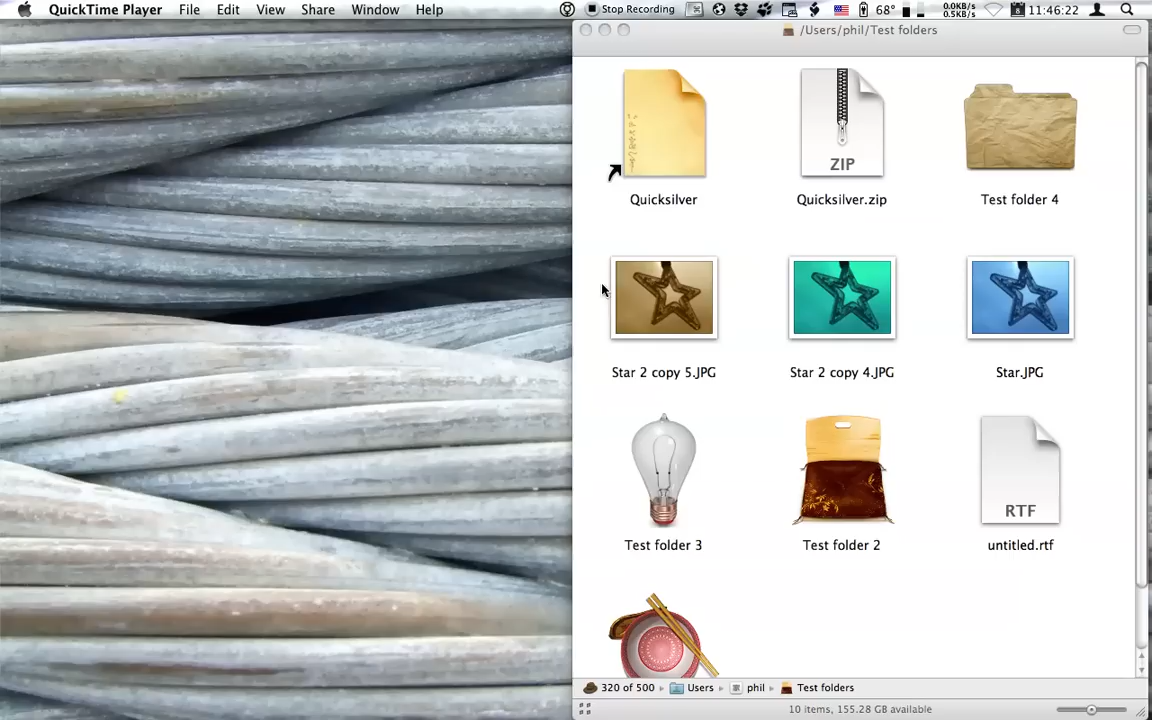 QuickTime Player File Edit View Share Window Help Stop Recording 68° 0.0KB/s 0.5KB/s 8 11:46:22
/Users/phil/Test folders
ZIP
Quicksilver Quicksilver.zip Test folder 4
Star 2 copy 5.JPG Star 2 copy 4.JPG Star.JPG
RTF
Test folder 3 Test folder 2 untitled.rtf
320 of 500 Users phil Test folders
10 items, 155.28 GB available